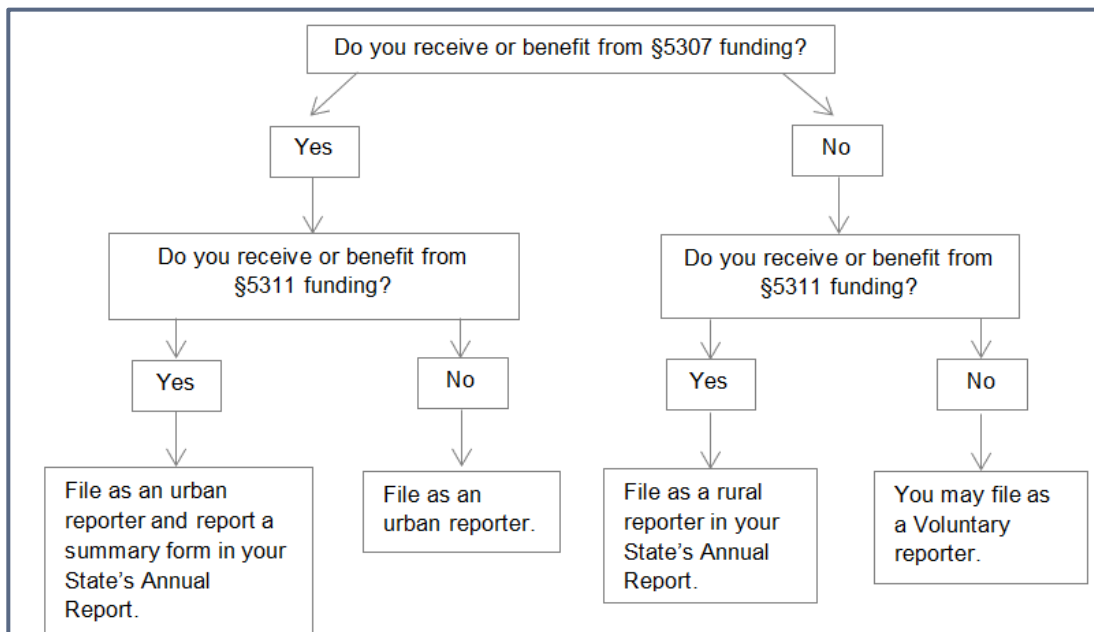 Do you receive or benefit from §5307 funding?
Yes
No
Do you receive or benefit from
§5311 funding?
Do you receive or benefit from
§5311 funding?
Yes
No
Yes
No
File as an urban
reporter and report a
summary form in your
State’s Annual
Report.
File as an
urban reporter.
File as a rural
reporter in your
State’s Annual
Report.
You may file as
a Voluntary
reporter.